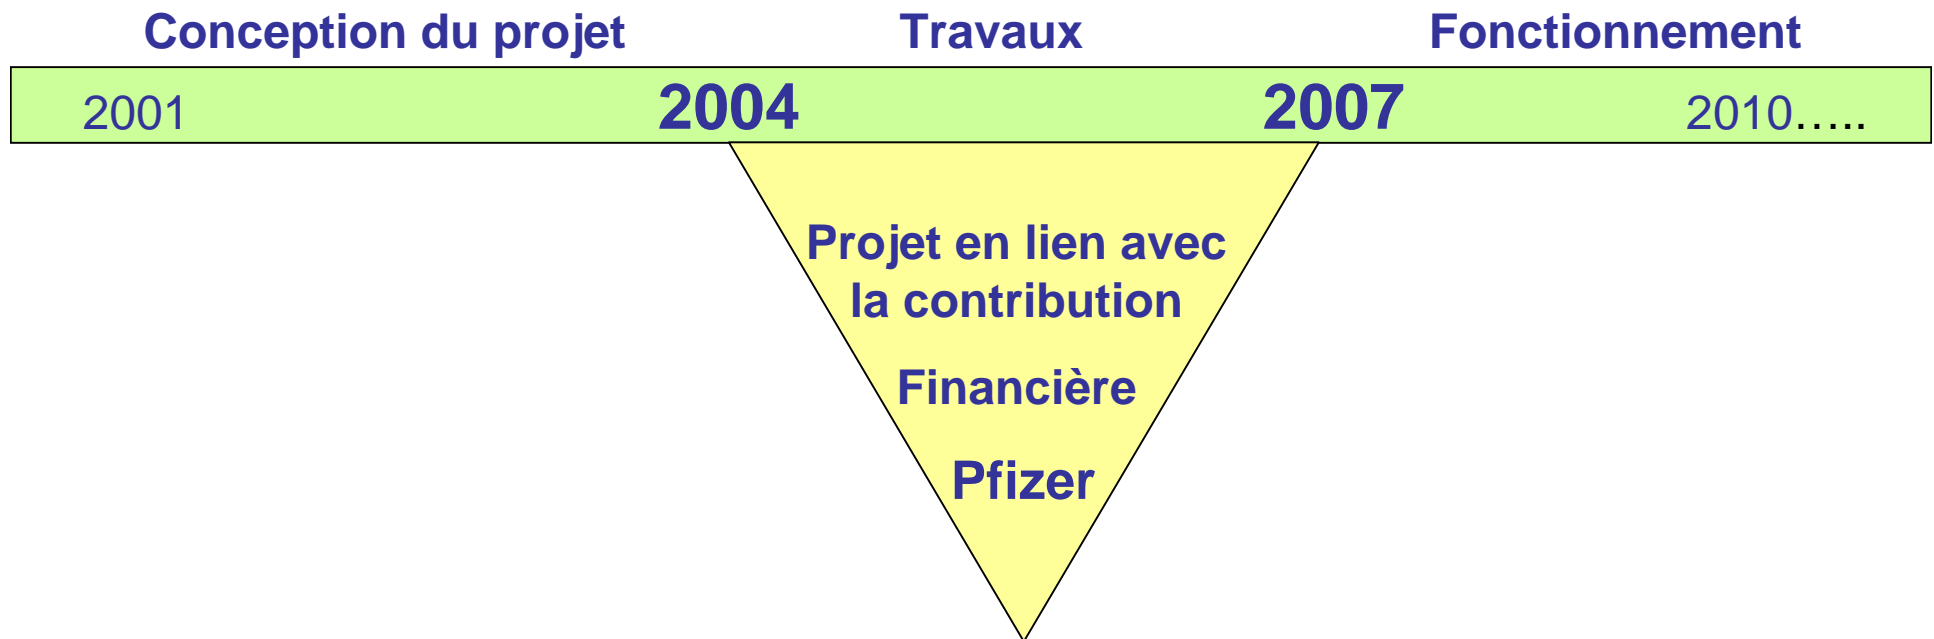 Conception du projet Travaux Fonctionnement
2001 2004 2007 2010…..
Projet en lien avec
la contribution
Financière
Pfizer